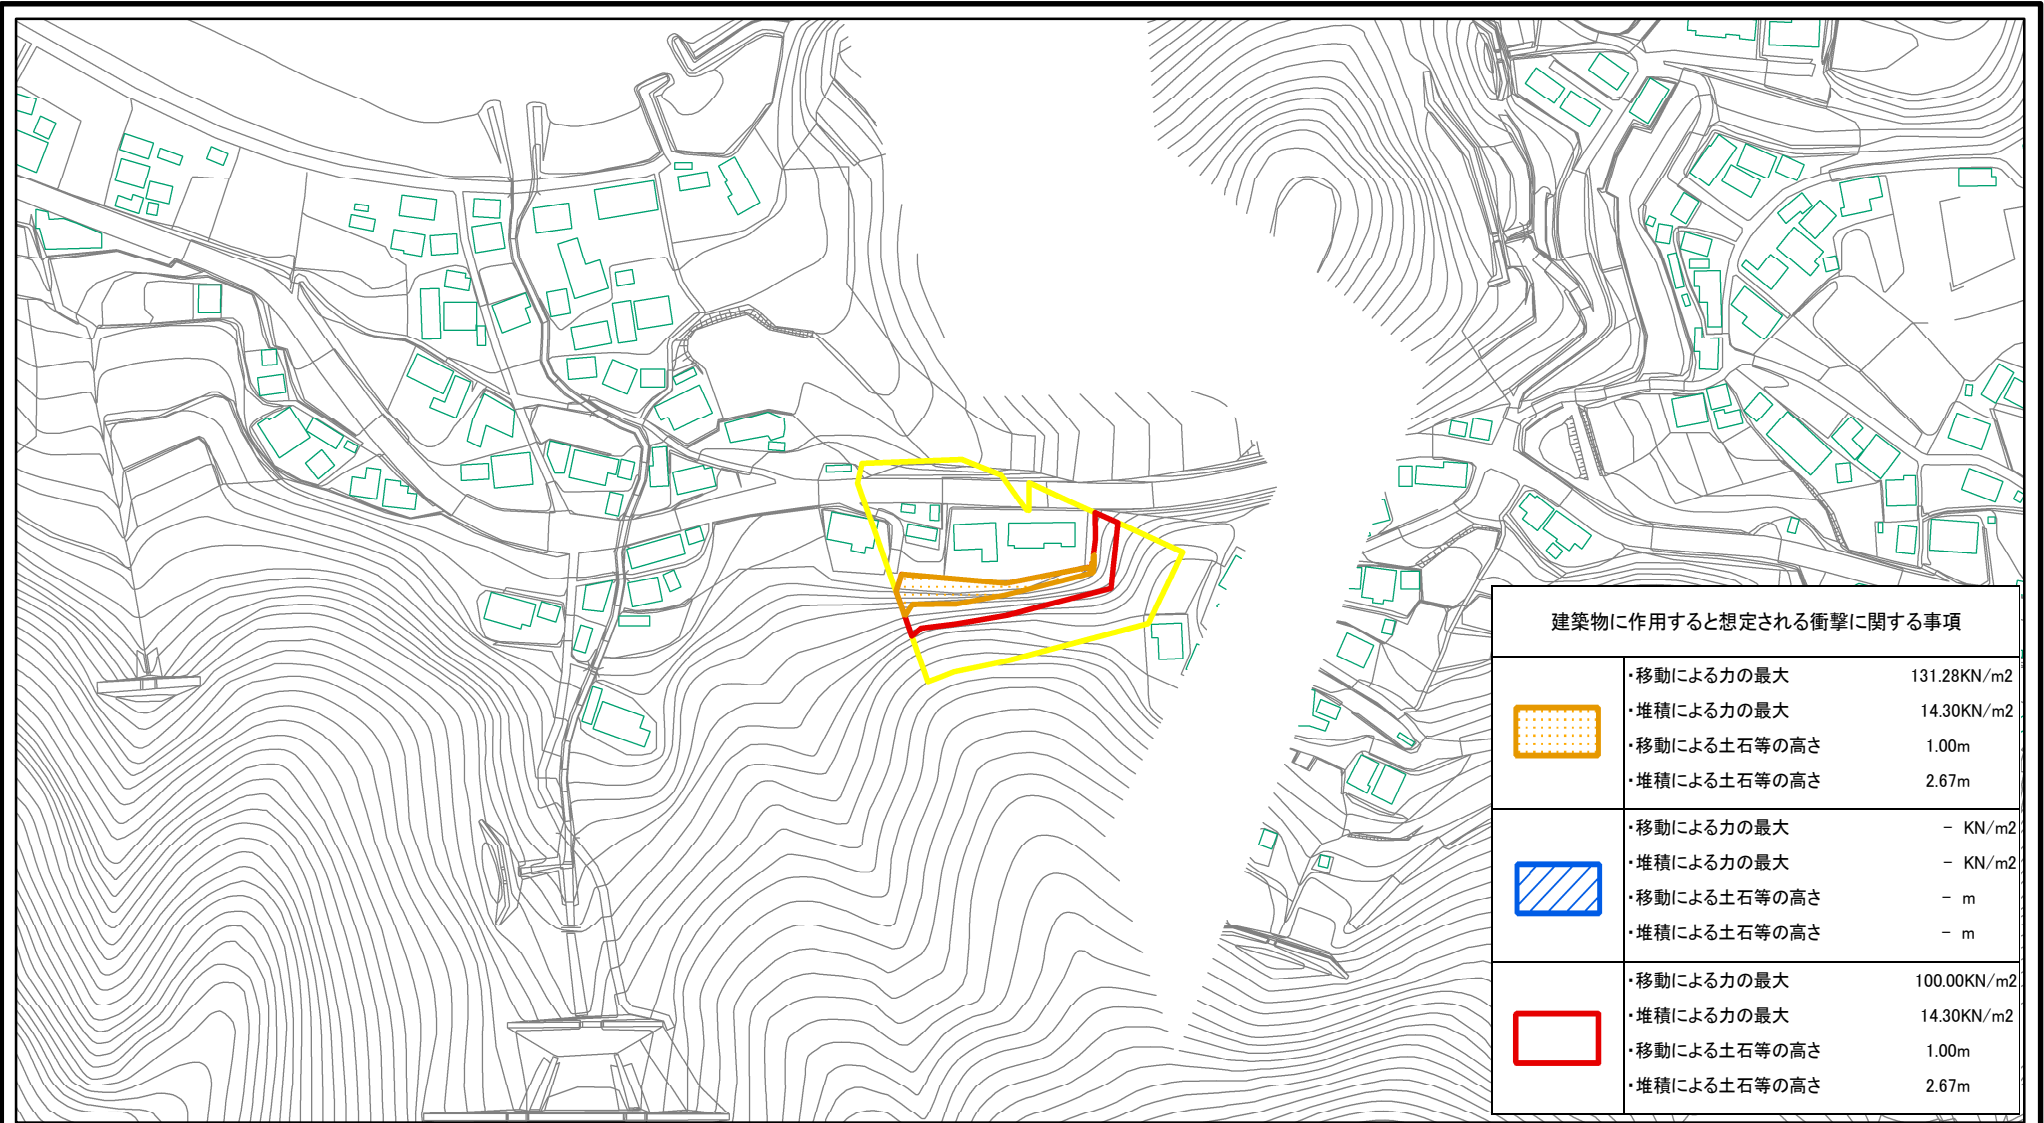 建築物に作用すると想定される衝撃に関する事項
・移動による力の最大 131.28KN/m2
・堆積による力の最大 14.30KN/m2
・移動による土石等の高さ 1.00m
・堆積による土石等の高さ 2.67m
・移動による力の最大 － KN/m2
・堆積による力の最大 － KN/m2
・移動による土石等の高さ － m
・堆積による土石等の高さ － m
・移動による力の最大 100.00KN/m2
・堆積による力の最大 14.30KN/m2
・移動による土石等の高さ 1.00m
・堆積による土石等の高さ 2.67m